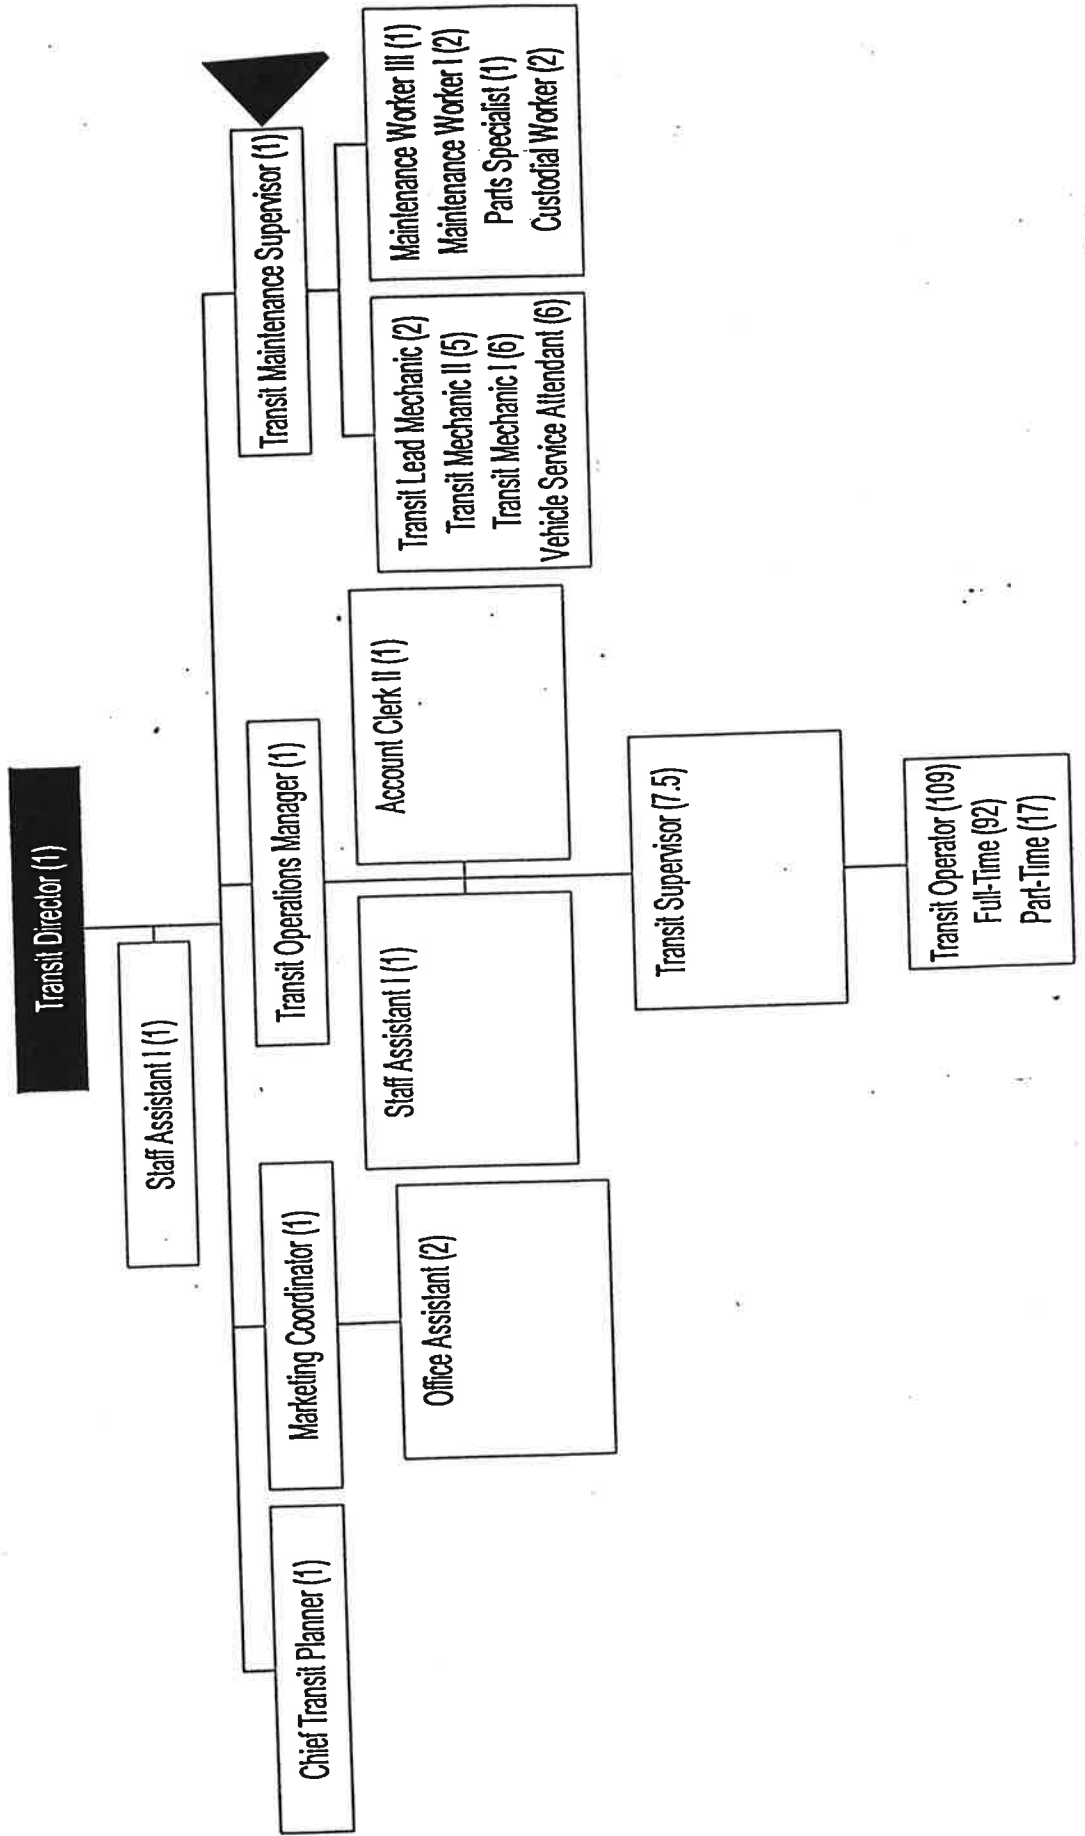 Transit Director (1)
Staff Assistant I (1)
Chief Transit Planner (1)
Marketing Coordinator (1)
Transit Operations Manager (1)
Transit Maintenance Supervisor (1)
Office Assistant (2)
Staff Assistant I (1)
Account Clerk II (1)
Transit Lead Mechanic (2)
Transit Mechanic II (5)
Transit Mechanic I (6)
Vehicle Service Attendant (6)
Maintenance Worker III (1)
Maintenance Worker I (2)
Parts Specialist (1)
Custodial Worker (2)
Transit Supervisor (7.5)
Transit Operator (109)
Full-Time (92)
Part-Time (17)